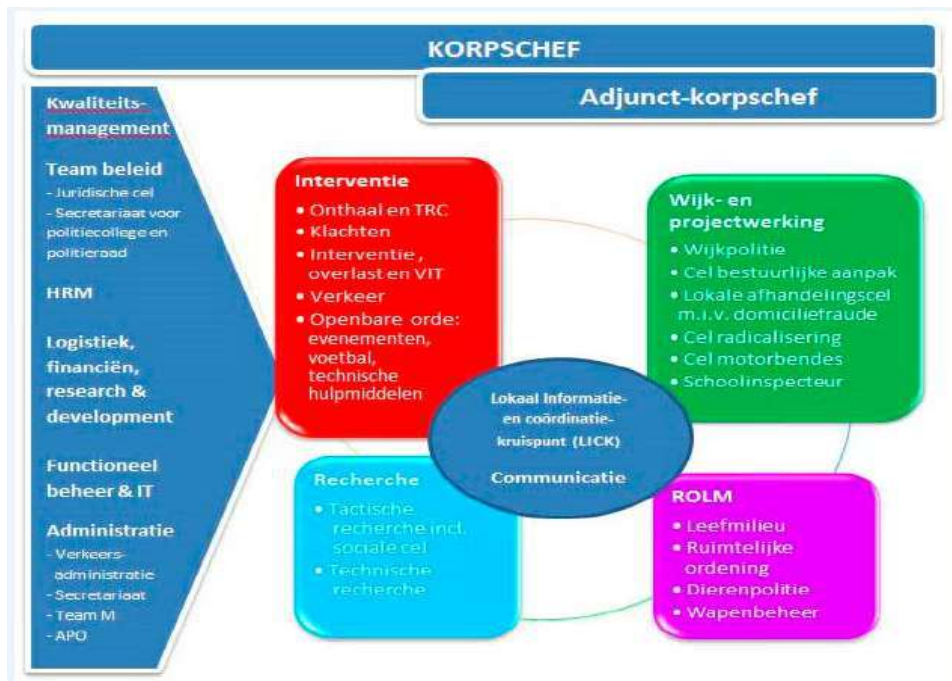 KORPSCHEF
Adjunct-korpschef
Kwaliteits-
management
Team beleid
- Juridische cel
- Secretariaat voor
politiecollege en
politieraad
HRM
Logistiek,
financiën,
research &
development
Functioneel
beheer & IT
Administratie
- Verkeers-
administratie
- Secretariaat
- Team M
- APO
Interventie
• Onthaal en TRC
• Klachten
• Interventie ,
overlast en VIT
• Verkeer
• Openbare orde:
evenementen,
voetbal,
technische
hulpmiddelen
Wijk- en
projectwerking
• Wijkpolitie
• Cel bestuurlijke aanpak
• Lokale afhandelingscel
m.i.v. domiciliefraude
• Cel radicalisering
• Cel motorbendes
• Schoolinspecteur
Lokaal Informatie-
en coördinatie-
kruispunt (LICK)
Communicatie
Recherche
• Tactische
recherche incl.
sociale cel
• Technische
recherche
ROLM
• Leefmilieu
• Ruimtelijke
ordening
• Dierenpolitie
• Wapenbeheer